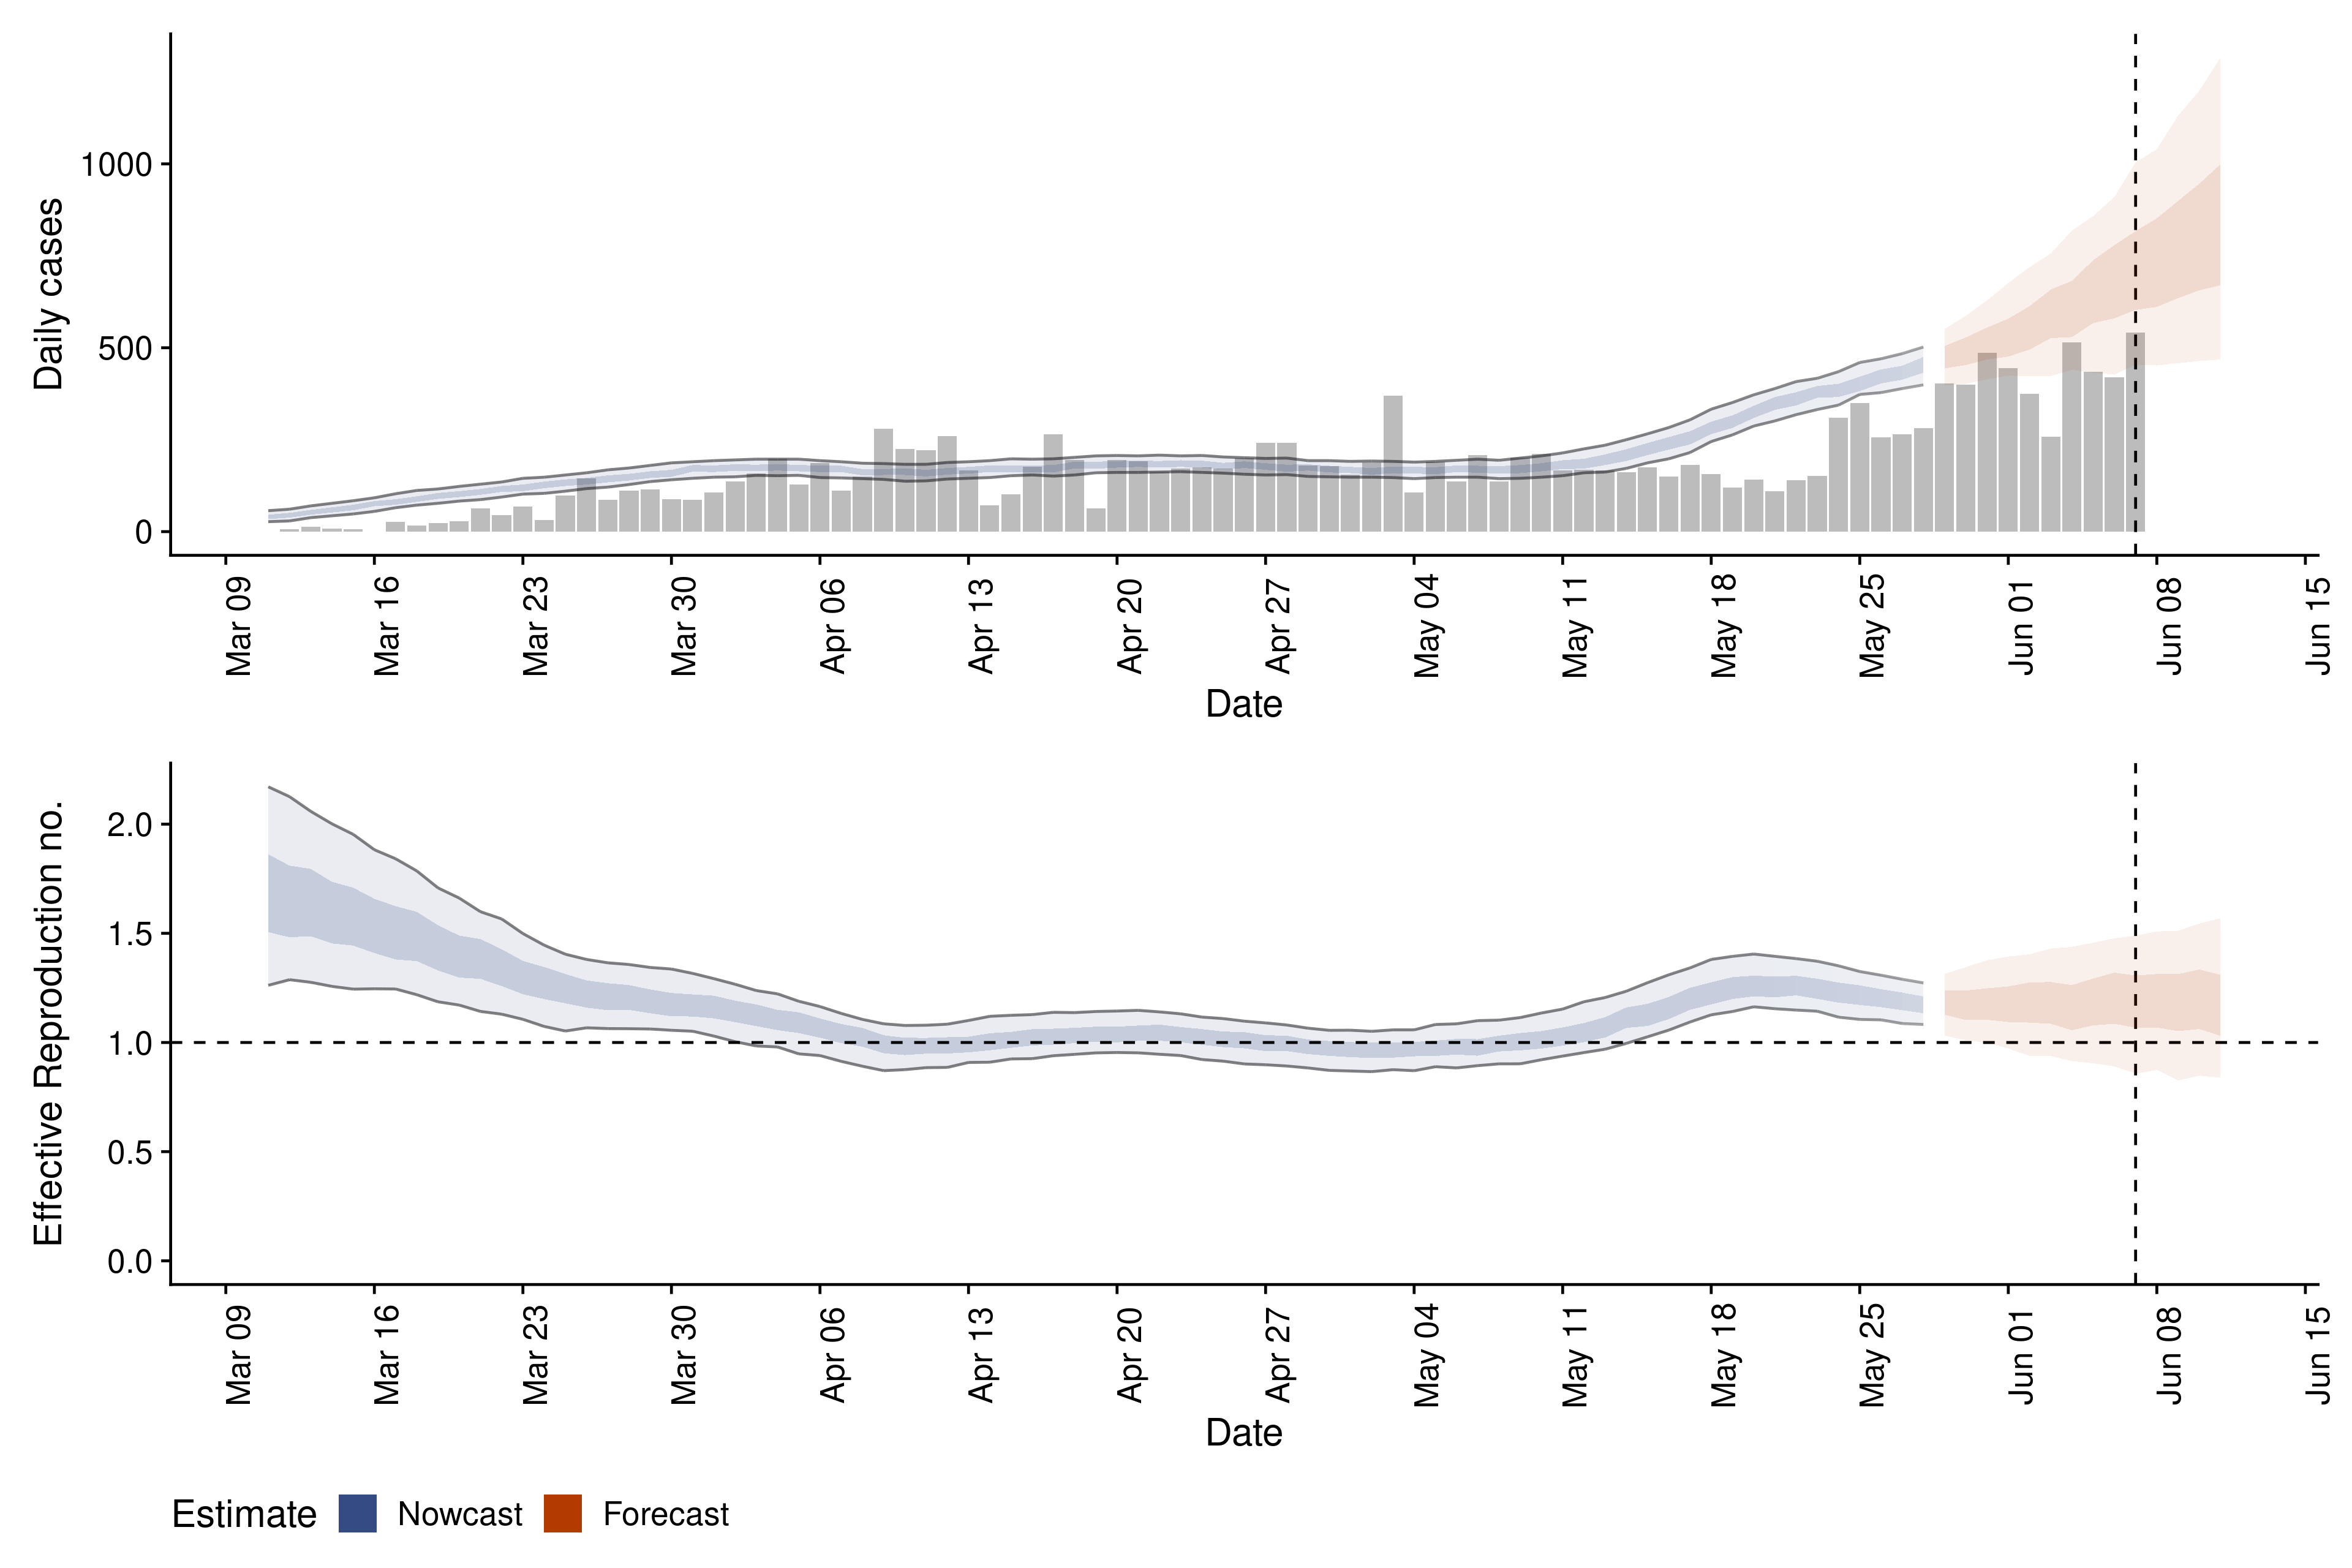 Daily cases
1000
500
0
Mar 09
Mar 16
Mar 23
Mar 30
Apr 06
Apr 13
Apr 20
Apr 27
May 04
May 11
May 18
May 25
Jun 01
Jun 08
Jun 15
Date
Effective Reproduction no.
2.0
1.5
1.0
0.5
0.0
Mar 09
Mar 16
Mar 23
Mar 30
Apr 06
Apr 13
Apr 20
Apr 27
May 04
May 11
May 18
May 25
Jun 01
Jun 08
Jun 15
Date
Estimate Nowcast Forecast